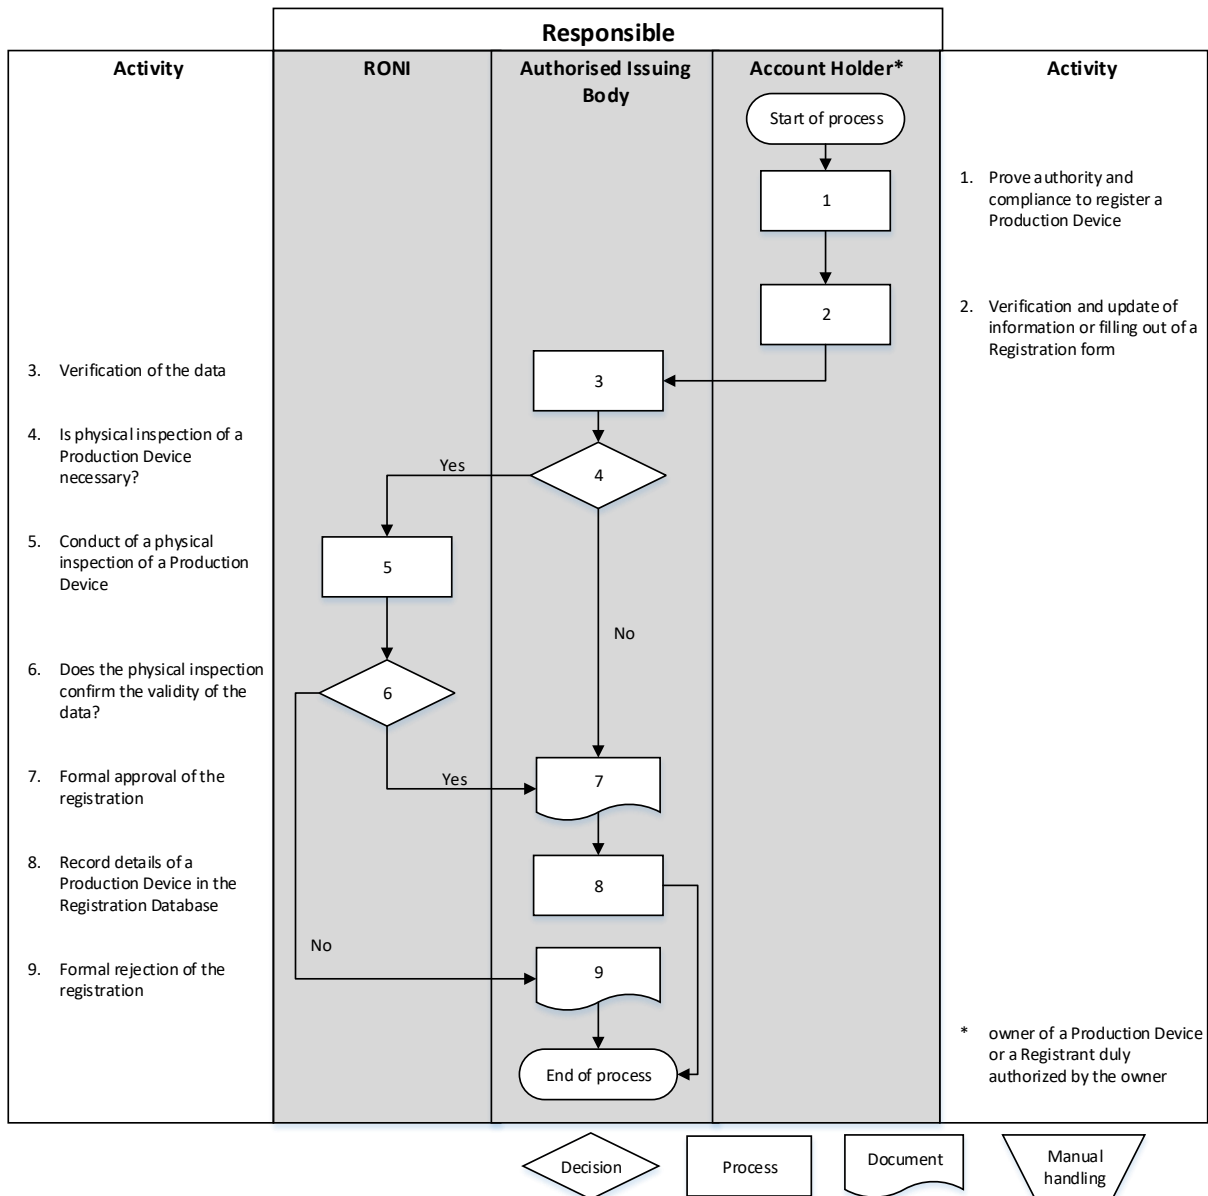 Responsible
Activity
RONI
Authorised Issuing
Body
Account Holder*
Activity
Start of process
1
1. Prove authority and
compliance to register a
Production Device
2
2. Verification and update of
information or filling out of a
Registration form
3. Verification of the data
3
4. Is physical inspection of a
Production Device
necessary?
Yes
4
5. Conduct of a physical
inspection of a Production
Device
5
No
6. Does the physical inspection
confirm the validity of the
data?
6
7. Formal approval of the
registration
Yes
7
8. Record details of a
Production Device in the
Registration Database
8
No
9. Formal rejection of the
registration
9
* owner of a Production Device
or a Registrant duly
authorized by the owner
End of process
Decision
Process
Document
Manual
handling